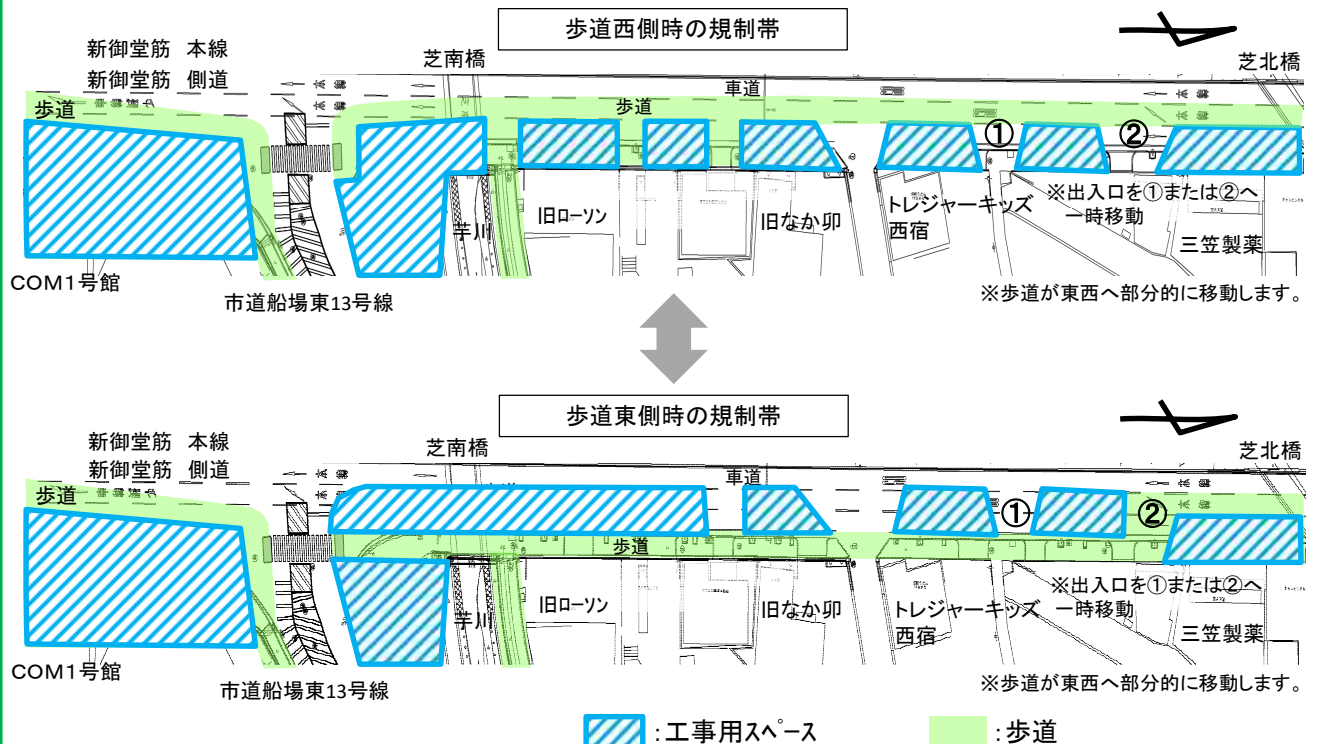 歩道西側時の規制帯
新御堂筋 本線
新御堂筋 側道
芝南橋
芝北橋
歩道
歩道
車道
本線
①
②
※出入口を①または②へ
一時移動
旧ローソン
旧なか卯
トレジャーキッズ
西宿
三笠製薬
芋川
COM1号館
市道船場東13号線
※歩道が東西へ部分的に移動します。
歩道東側時の規制帯
新御堂筋 本線
新御堂筋 側道
芝南橋
芝北橋
歩道
車道
本線
①
②
歩道
※出入口を①または②へ
一時移動
旧ローソン
旧なか卯
トレジャーキッズ
西宿
三笠製薬
芋川
COM1号館
市道船場東13号線
※歩道が東西へ部分的に移動します。
:工事用スペース
:歩道